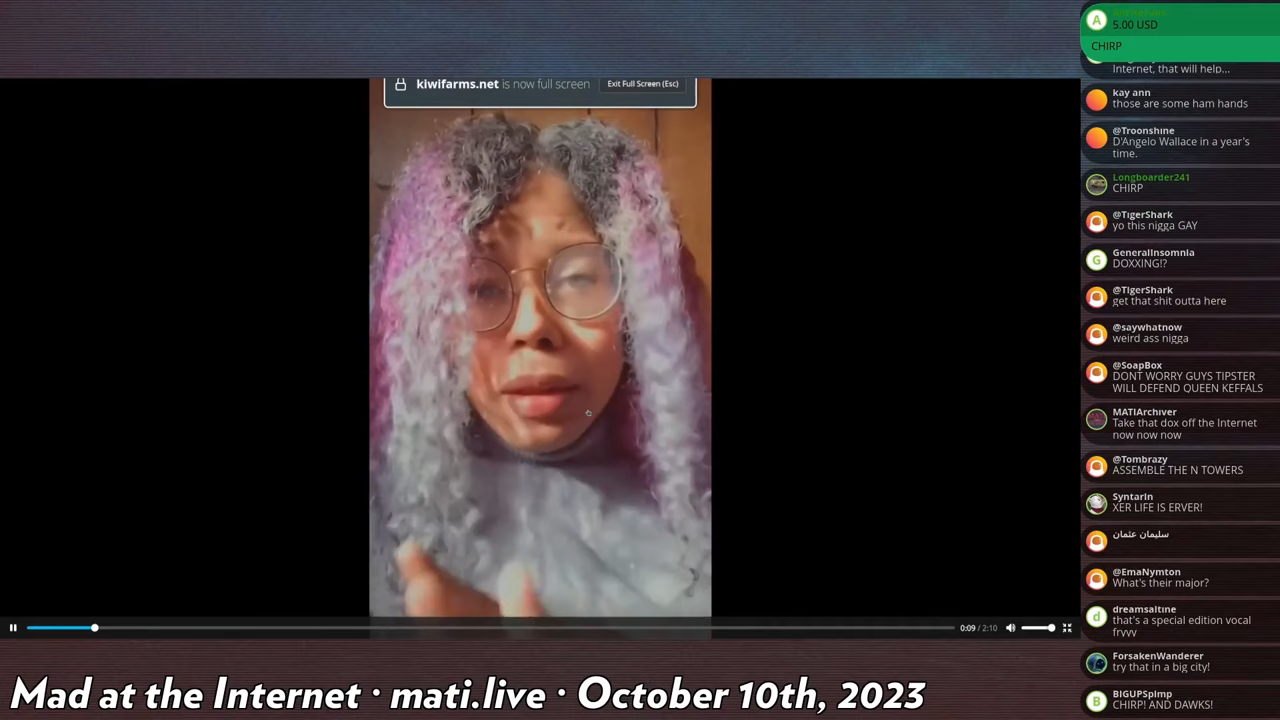 kiwifarms.net is now full screen
Exit Full Screen (Esc)
5.00 USD
CHIRP
Internet, that will help...
kay ann
those are some ham hands
@Troonshine
D'Angelo Wallace in a year's
time.
Longboarder241
CHIRP
@TigerShark
yo this nigga GAY
GeneralInsomnia
DOXXING!?
@TigerShark
get that shit outta here
@saywhatnow
weird ass nigga
@SoapBox
DONT WORRY GUYS TIPSTER
WILL DEFEND QUEEN KEFFALS
MATIArchiver
Take that dox off the Internet
now now now
@Tombrazy
ASSEMBLE THE N TOWERS
SyntarIn
XER LIFE IS ERVER!
سليمان عثمان
@EmaNymton
What's their major?
dreamsaltine
that's a special edition vocal
fryyy
ForsakenWanderer
try that in a big city!
BIGUPSpImp
CHIRP! AND DAWKS!
A
G
d
B
0:09 / 2:10
Mad at the Internet · mati.live · October 10th, 2023